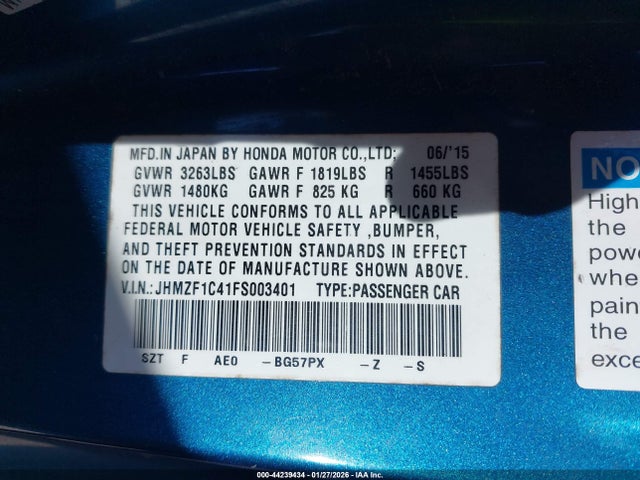 MFD.IN JAPAN BY HONDA MOTOR CO.,LTD: 06/'15
GVWR 3263LBS GAWR F 1819LBS R 1455LBS
GVWR 1480KG GAWR F 825 KG R 660 KG
THIS VEHICLE CONFORMS TO ALL APPLICABLE
FEDERAL MOTOR VEHICLE SAFETY ,BUMPER,
AND THEFT PREVENTION STANDARDS IN EFFECT
ON THE DATE OF MANUFACTURE SHOWN ABOVE.
V.I.N.:JHMZF1C41FS003401 TYPE:PASSENGER CAR
SZT F AE0 -BG57PX -Z -S
NO
High
the
powe
whe
pain
the
exce
000-44239434 - 01/27/2026 - IAA Inc.